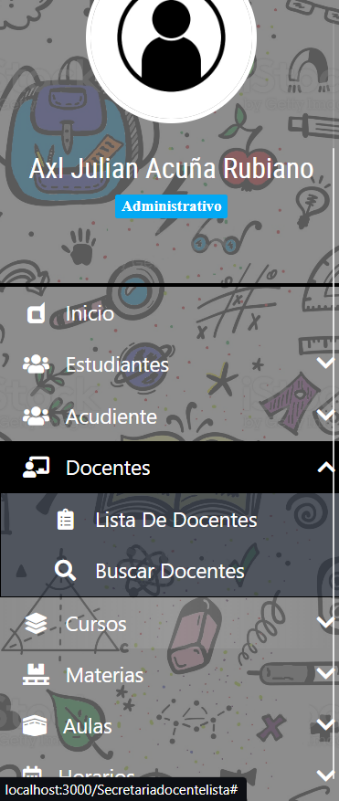 Axl Julian Acuña Rubiano
Administrativo
Inicio
Estudiantes
Acudiente
Docentes
Lista De Docentes
Buscar Docentes
Cursos
Materias
Aulas
Horarios
localhost:3000/Secretariadocentelista#